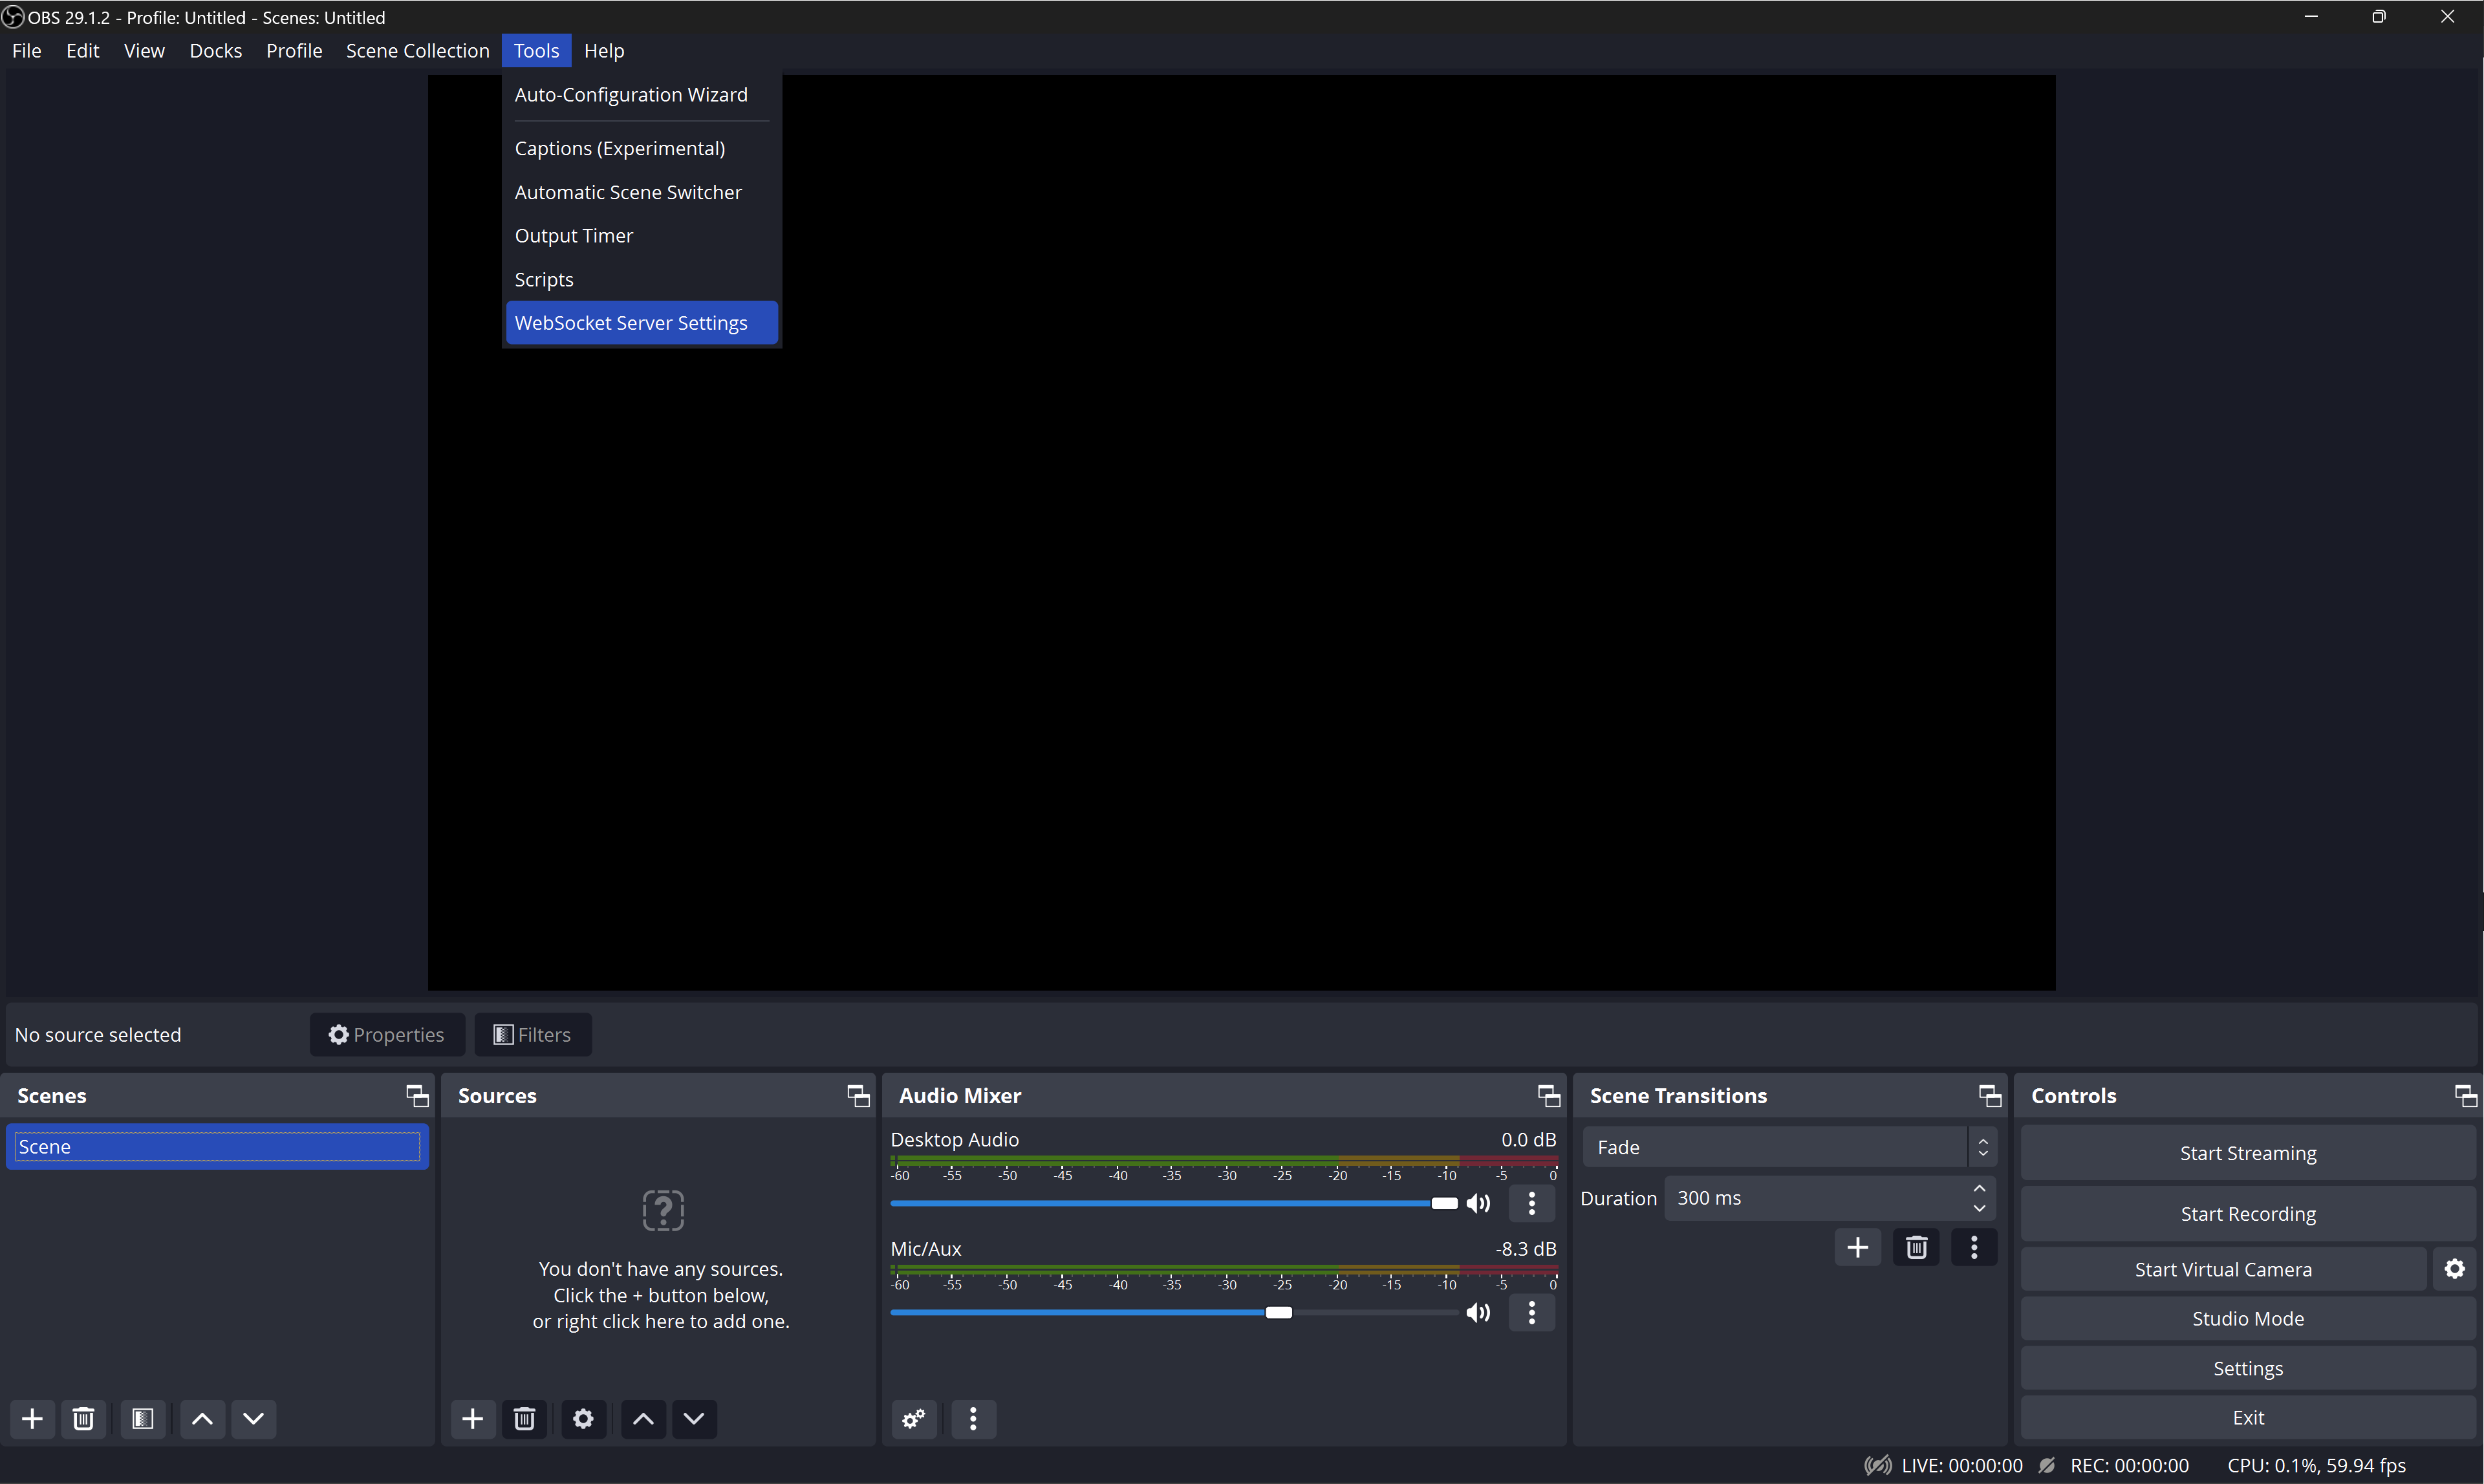 OBS 29.1.2 - Profile: Untitled - Scenes: Untitled
File Edit View Docks Profile Scene Collection Tools Help
Auto-Configuration Wizard
Captions (Experimental)
Automatic Scene Switcher
Output Timer
Scripts
WebSocket Server Settings
No source selected Properties Filters
Scenes
Scene
Sources
You don't have any sources.
Click the + button below,
or right click here to add one.
Audio Mixer
Desktop Audio 0.0 dB
-60 -55 -50 -45 -40 -35 -30 -25 -20 -15 -10 -5 0
Mic/Aux -8.3 dB
-60 -55 -50 -45 -40 -35 -30 -25 -20 -15 -10 -5 0
Scene Transitions
Fade
Duration 300 ms
Controls
Start Streaming
Start Recording
Start Virtual Camera
Studio Mode
Settings
Exit
LIVE: 00:00:00 REC: 00:00:00 CPU: 0.1%, 59.94 fps